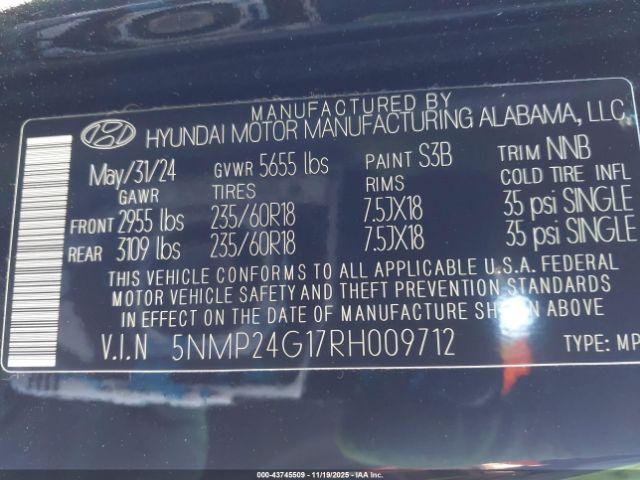 MANUFACTURED BY
HYUNDAI MOTOR MANUFACTURING ALABAMA, LLC.
May/31/24 GVWR 5655 lbs PAINT S3B TRIM NNB
GAWR TIRES RIMS COLD TIRE INFL
FRONT 2955 lbs 235/60R18 7.5JX18 35 psi SINGLE
REAR 3109 lbs 235/60R18 7.5JX18 35 psi SINGLE
THIS VEHICLE CONFORMS TO ALL APPLICABLE U.S.A. FEDERAL
MOTOR VEHICLE SAFETY AND THEFT PREVENTION STANDARDS
IN EFFECT ON THE DATE OF MANUFACTURE SHOWN ABOVE
V.I.N 5NMP24G17RH009712 TYPE: MP
000-43745509 - 11/19/2025 - IAA Inc.